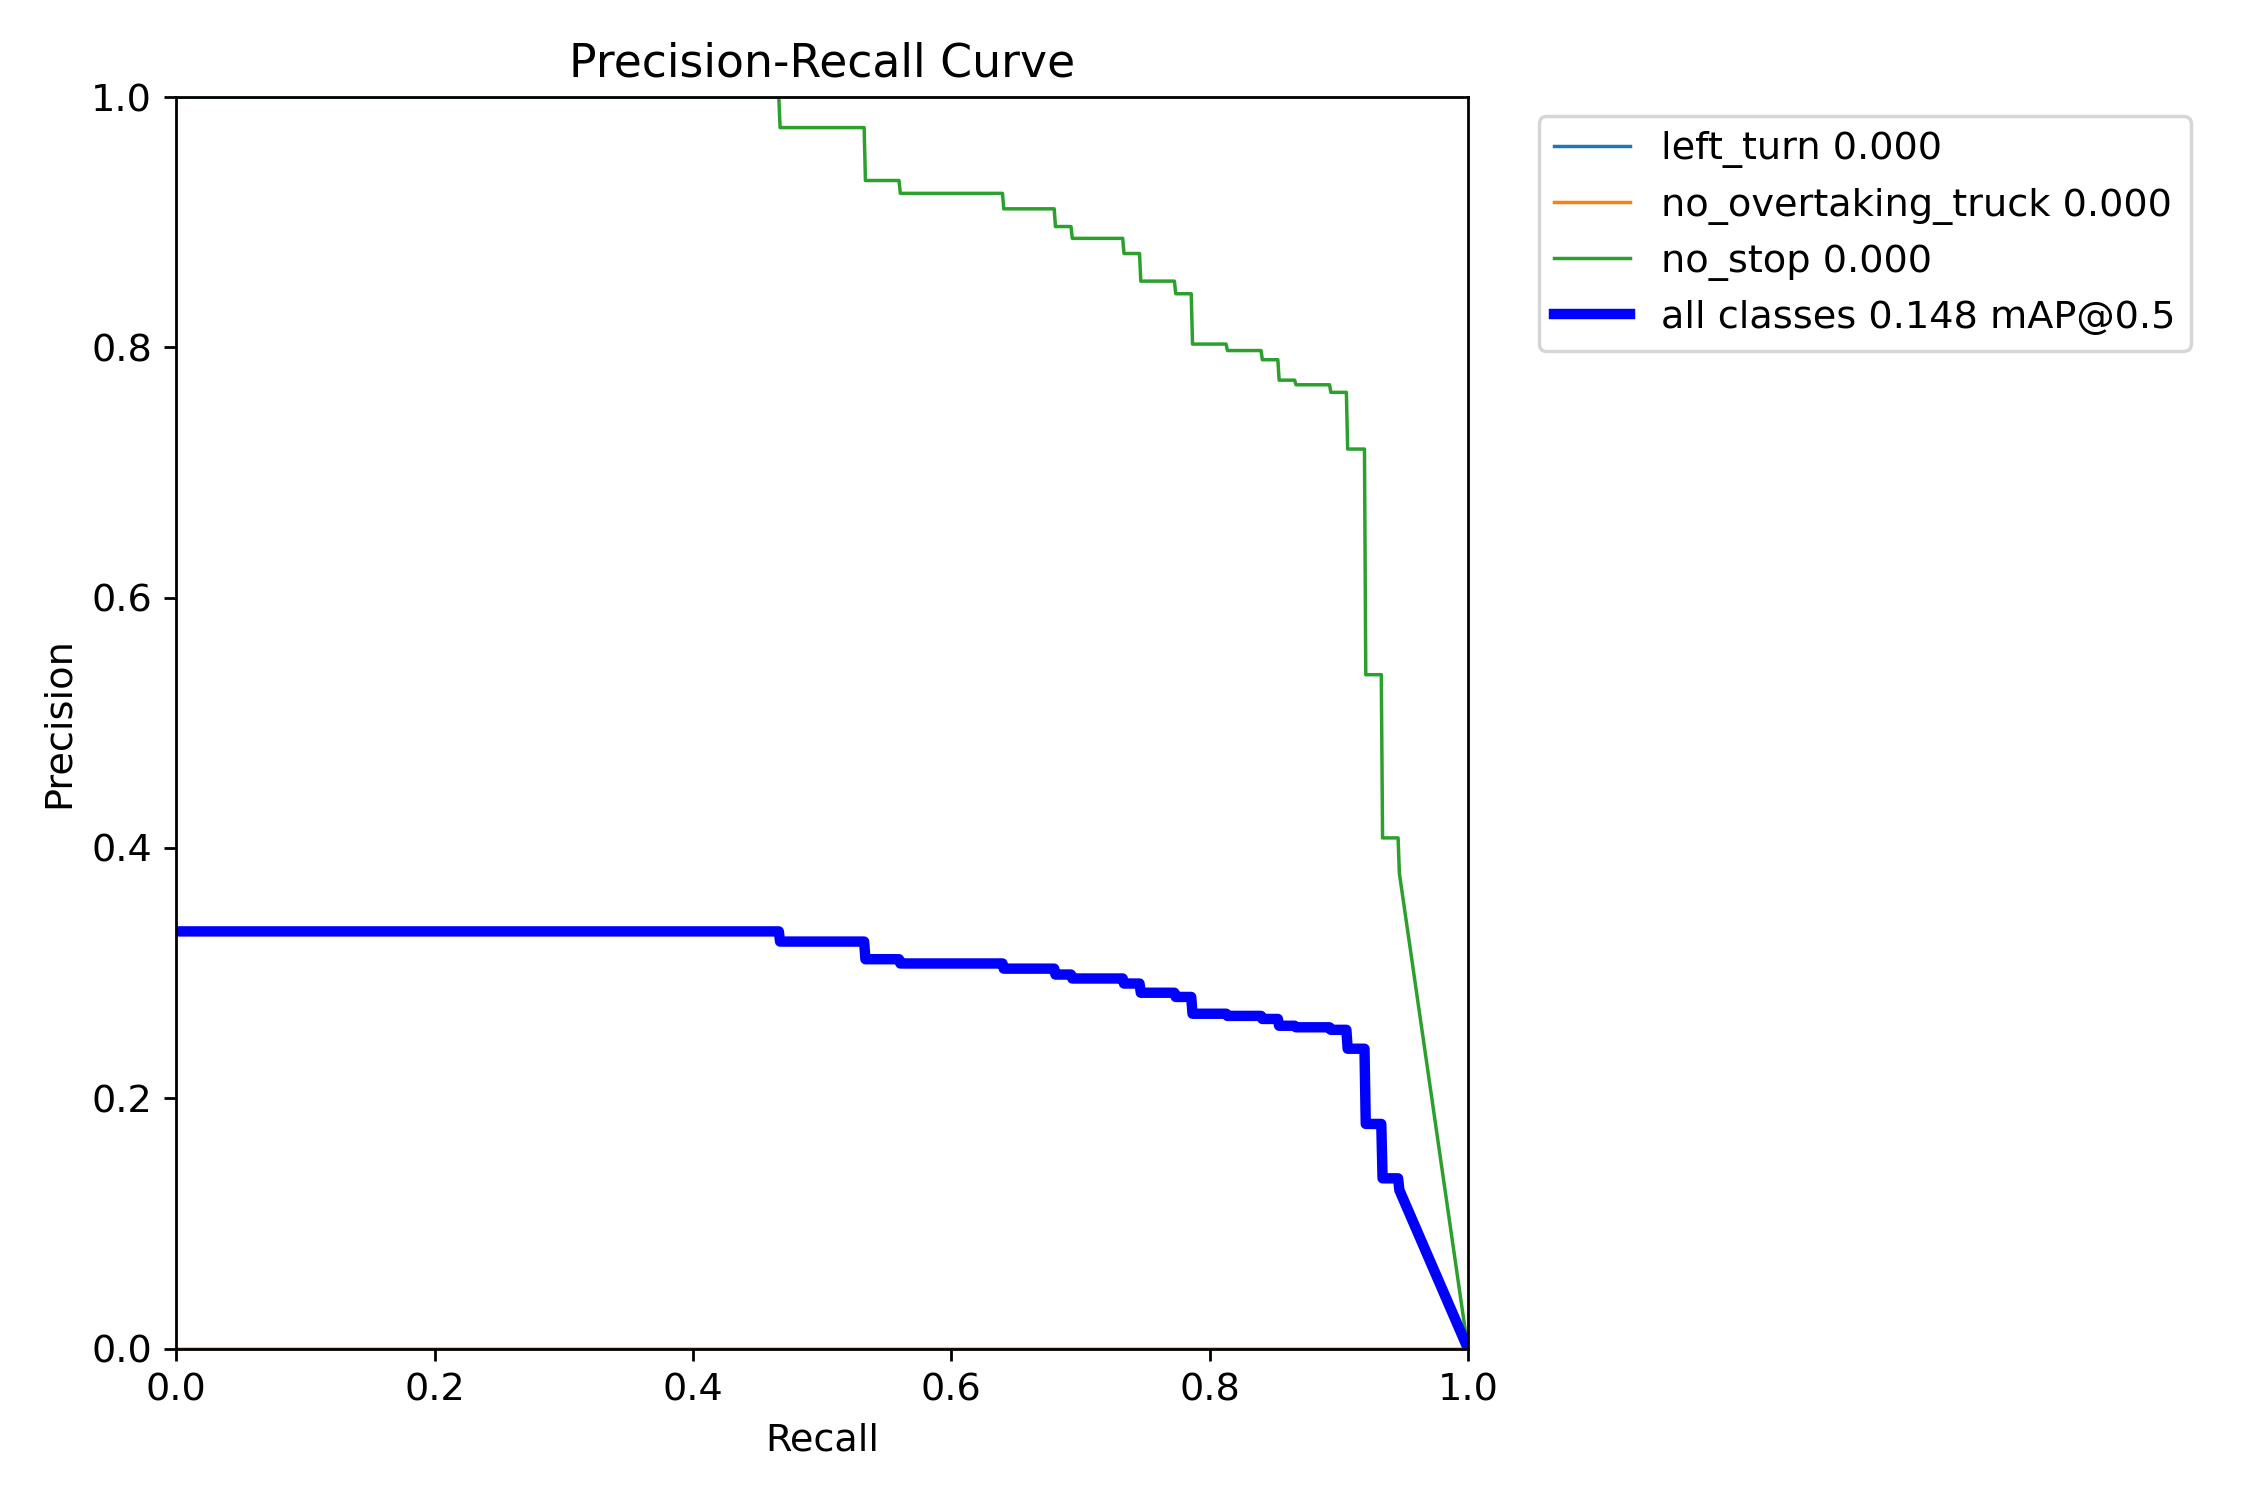 Precision-Recall Curve
1.0
0.8
0.6
0.4
0.2
0.0
Precision
0.0 0.2 0.4 0.6 0.8 1.0
Recall
left_turn 0.000
no_overtaking_truck 0.000
no_stop 0.000
all classes 0.148 mAP@0.5